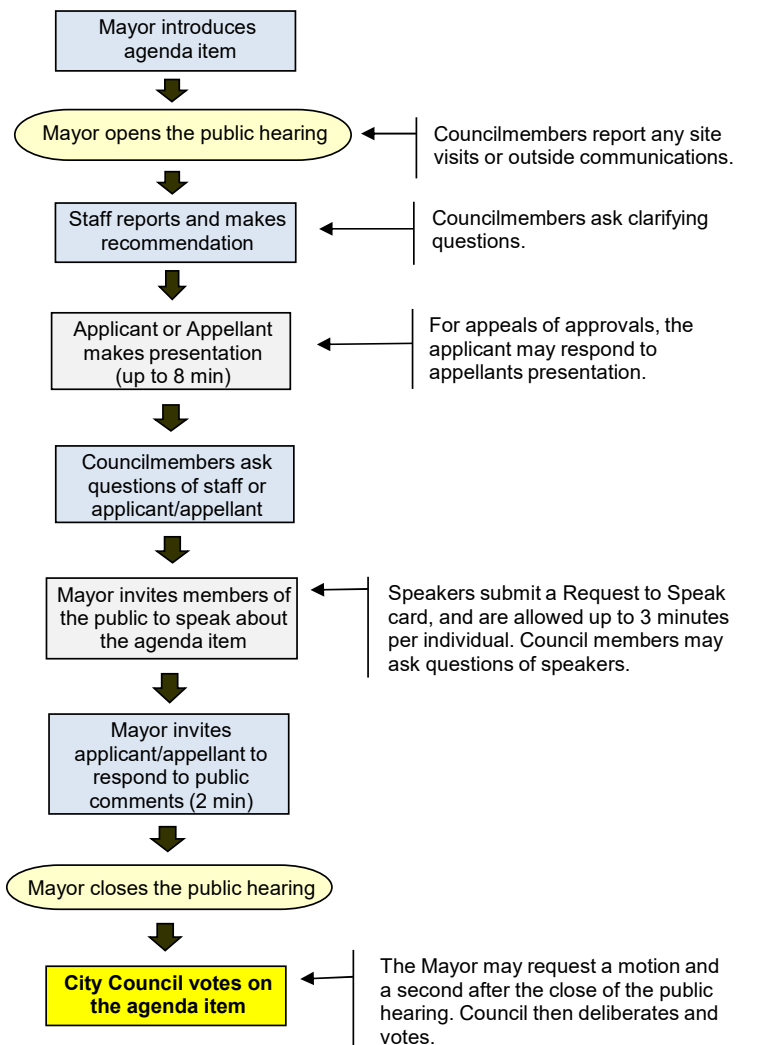 Mayor introduces
agenda item
Mayor opens the public hearing
Councilmembers report any site
visits or outside communications.
Staff reports and makes
recommendation
Councilmembers ask clarifying
questions.
Applicant or Appellant
makes presentation
(up to 8 min)
For appeals of approvals, the
applicant may respond to
appellants presentation.
Councilmembers ask
questions of staff or
applicant/appellant
Mayor invites members of
the public to speak about
the agenda item
Speakers submit a Request to Speak
card, and are allowed up to 3 minutes
per individual. Council members may
ask questions of speakers.
Mayor invites
applicant/appellant to
respond to public
comments (2 min)
Mayor closes the public hearing
City Council votes on
the agenda item
The Mayor may request a motion and
a second after the close of the public
hearing. Council then deliberates and
votes.